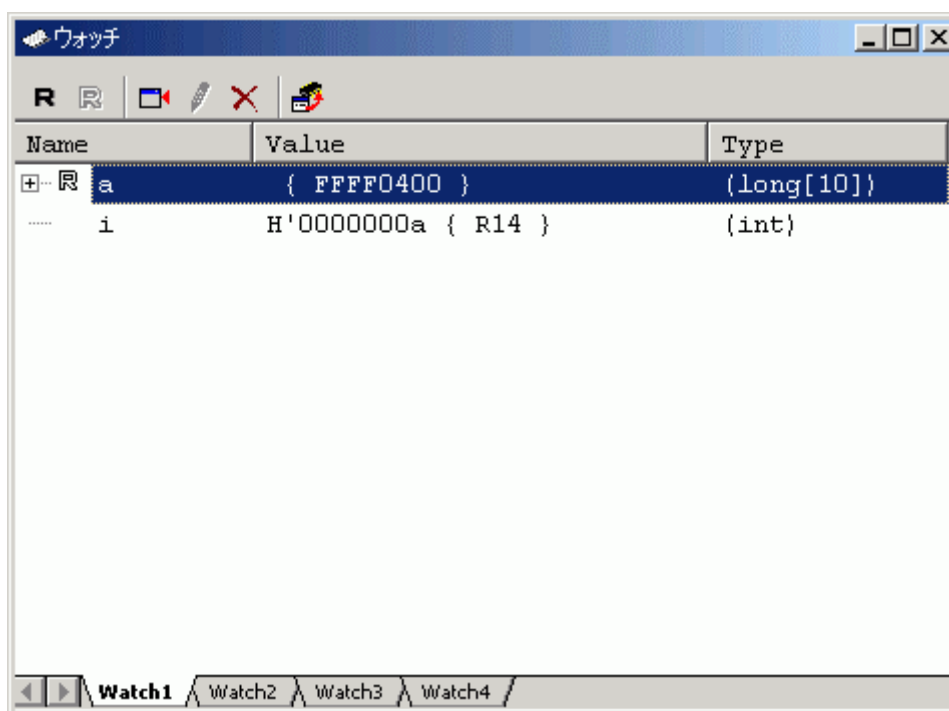 ウォッチ
R R
Name Value Type
R a { FFFF0400 } (long[10])
i H'0000000a { R14 } (int)
Watch1 Watch2 Watch3 Watch4